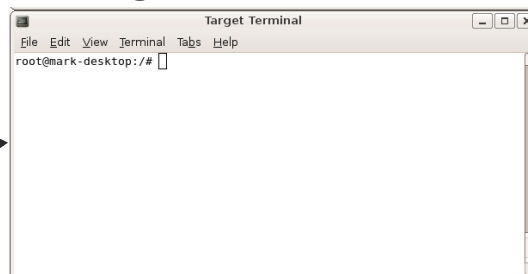 Target Terminal
File Edit View Terminal Tabs Help
root@mark-desktop:/#